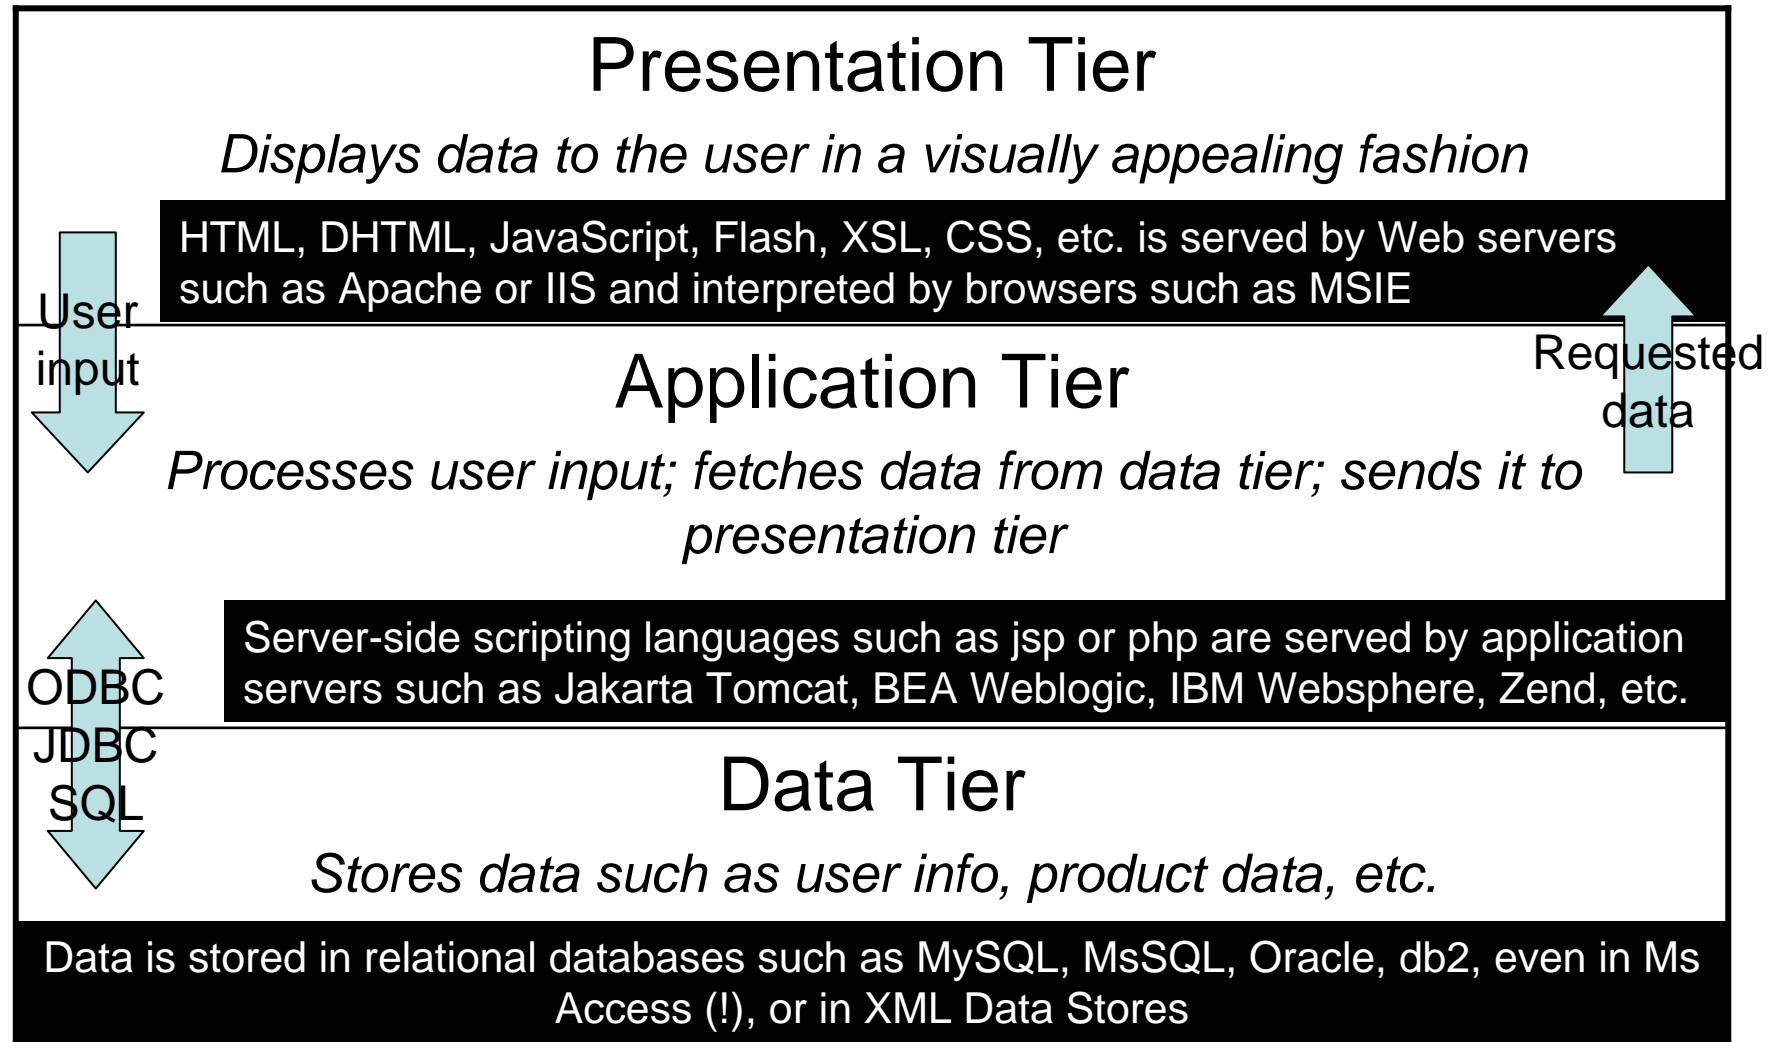 Presentation Tier
Displays data to the user in a visually appealing fashion
HTML, DHTML, JavaScript, Flash, XSL, CSS, etc. is served by Web servers
such as Apache or IIS and interpreted by browsers such as MSIE
User
input
Requested
data
Application Tier
Processes user input; fetches data from data tier; sends it to
presentation tier
Server-side scripting languages such as jsp or php are served by application
servers such as Jakarta Tomcat, BEA Weblogic, IBM Websphere, Zend, etc.
ODBC
JDBC
SQL
Data Tier
Stores data such as user info, product data, etc.
Data is stored in relational databases such as MySQL, MsSQL, Oracle, db2, even in Ms
Access (!), or in XML Data Stores